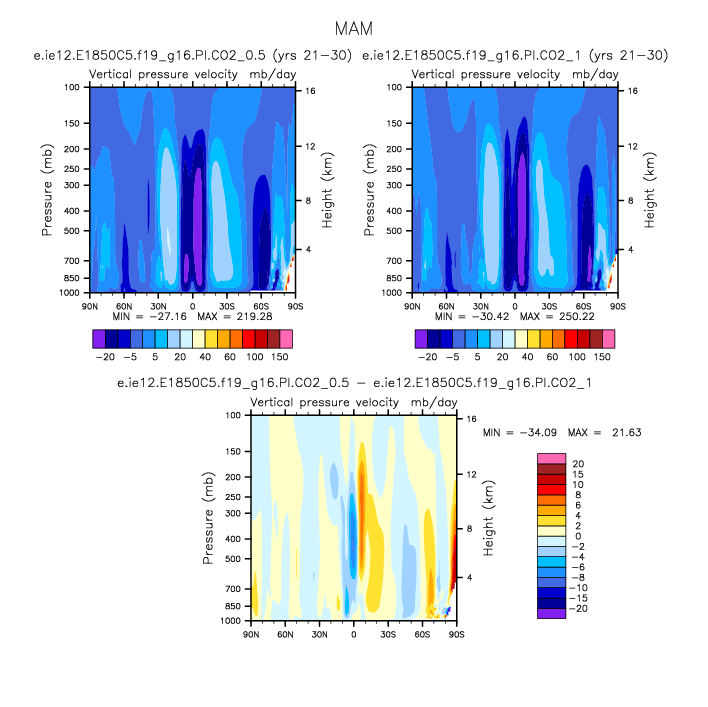 MAM
e.ie12.E1850C5.f19_g16.PI.CO2_0.5 (yrs 21-30) e.ie12.E1850C5.f19_g16.PI.CO2_1 (yrs 21-30)
Vertical pressure velocity mb/day
Vertical pressure velocity mb/day
Pressure (mb)
100
150
200
250
300
400
500
700
850
1000
16
12
8
4
Height (km)
90N 60N 30N 0 30S 60S 90S
MIN = -27.16 MAX = 219.28
-20 -5 5 20 40 60 100 150
Pressure (mb)
100
150
200
250
300
400
500
700
850
1000
16
12
8
4
Height (km)
90N 60N 30N 0 30S 60S 90S
MIN = -30.42 MAX = 250.22
-20 -5 5 20 40 60 100 150
e.ie12.E1850C5.f19_g16.PI.CO2_0.5 - e.ie12.E1850C5.f19_g16.PI.CO2_1
Vertical pressure velocity mb/day
Pressure (mb)
100
150
200
250
300
400
500
700
850
1000
16
12
8
4
Height (km)
90N 60N 30N 0 30S 60S 90S
MIN = -34.09 MAX = 21.63
20
15
10
8
6
4
2
0
-2
-4
-6
-8
-10
-15
-20